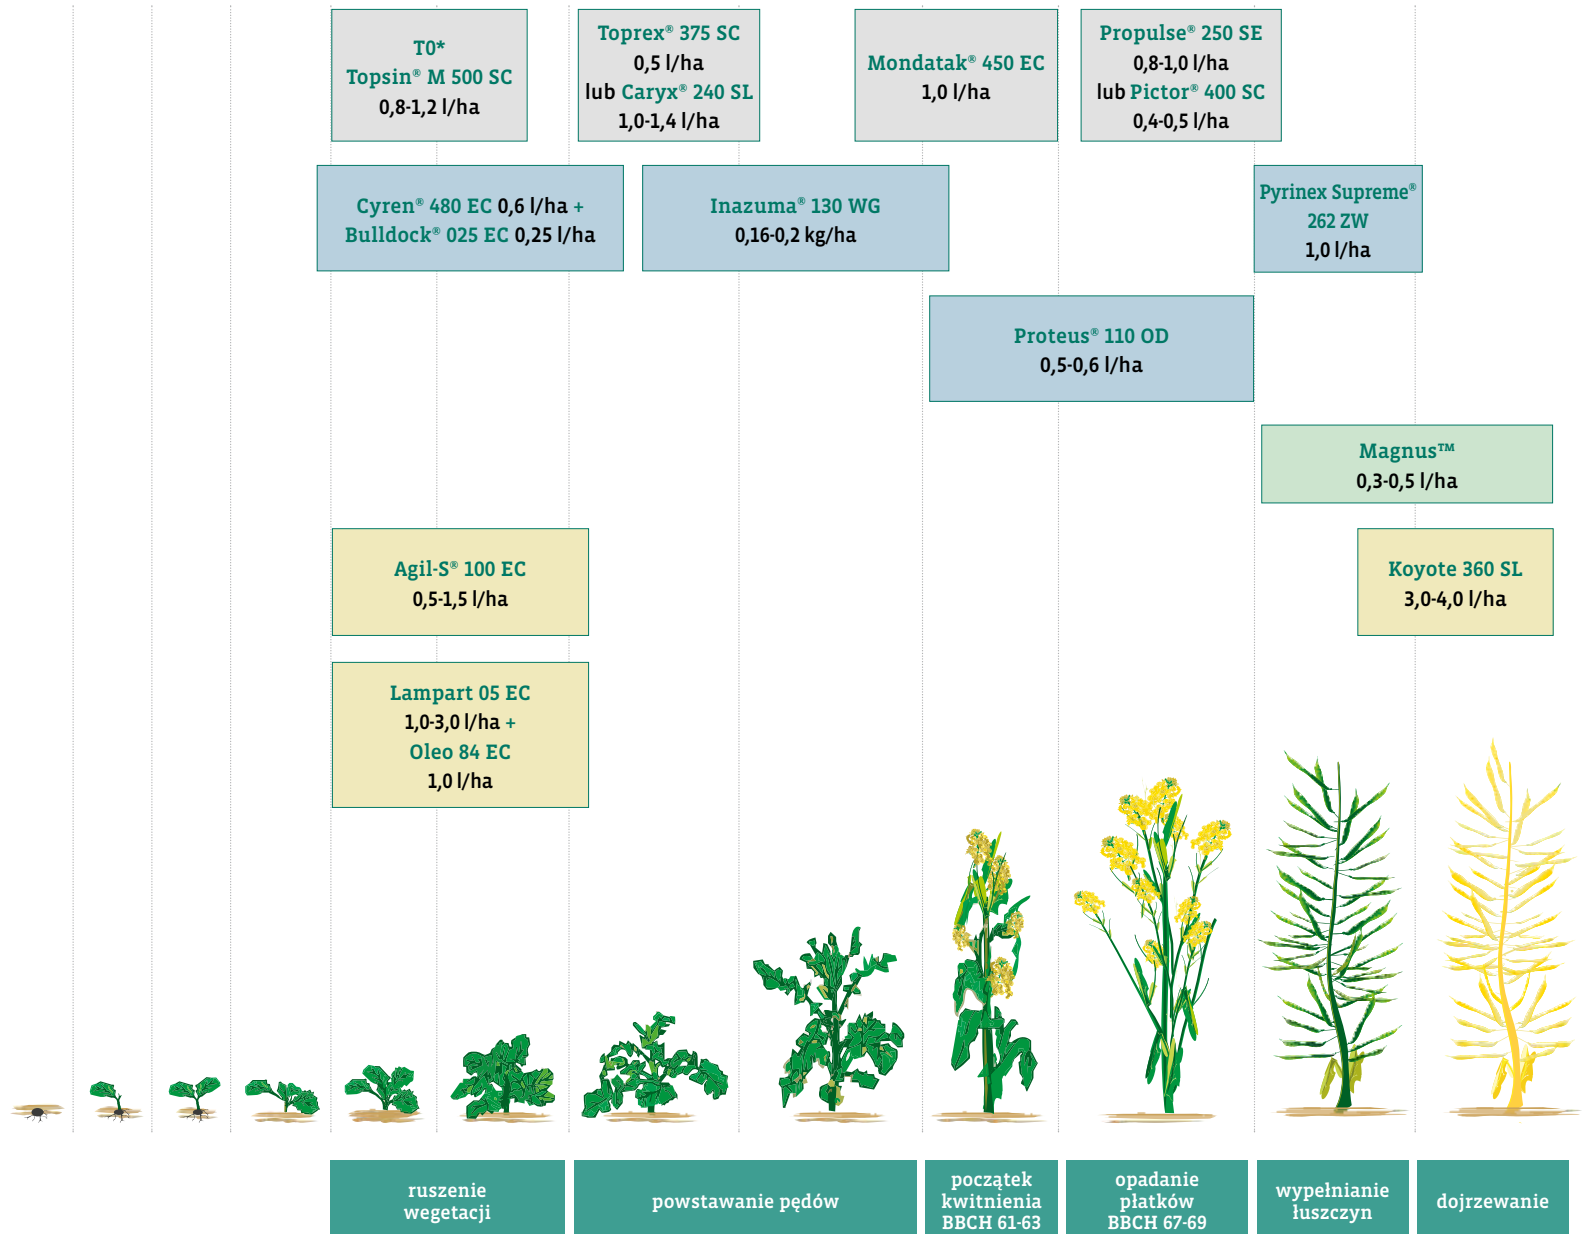 T0*
Topsin® M 500 SC
0,8-1,2 l/ha
Toprex® 375 SC
0,5 l/ha
lub Caryx® 240 SL
1,0-1,4 l/ha
Mondatak® 450 EC
1,0 l/ha
Propulse® 250 SE
0,8-1,0 l/ha
lub Pictor® 400 SC
0,4-0,5 l/ha
Cyren® 480 EC 0,6 l/ha +
Bulldock® 025 EC 0,25 l/ha
Inazuma® 130 WG
0,16-0,2 kg/ha
Pyrinex Supreme®
262 ZW
1,0 l/ha
Proteus® 110 OD
0,5-0,6 l/ha
Magnus™
0,3-0,5 l/ha
Agil-S® 100 EC
0,5-1,5 l/ha
Koyote 360 SL
3,0-4,0 l/ha
Lampart 05 EC
1,0-3,0 l/ha +
Oleo 84 EC
1,0 l/ha
ruszenie
wegetacji
powstawanie pędów
początek
kwitnienia
BBCH 61-63
opadanie
płatków
BBCH 67-69
wypełnianie
łuszczyn
dojrzewanie